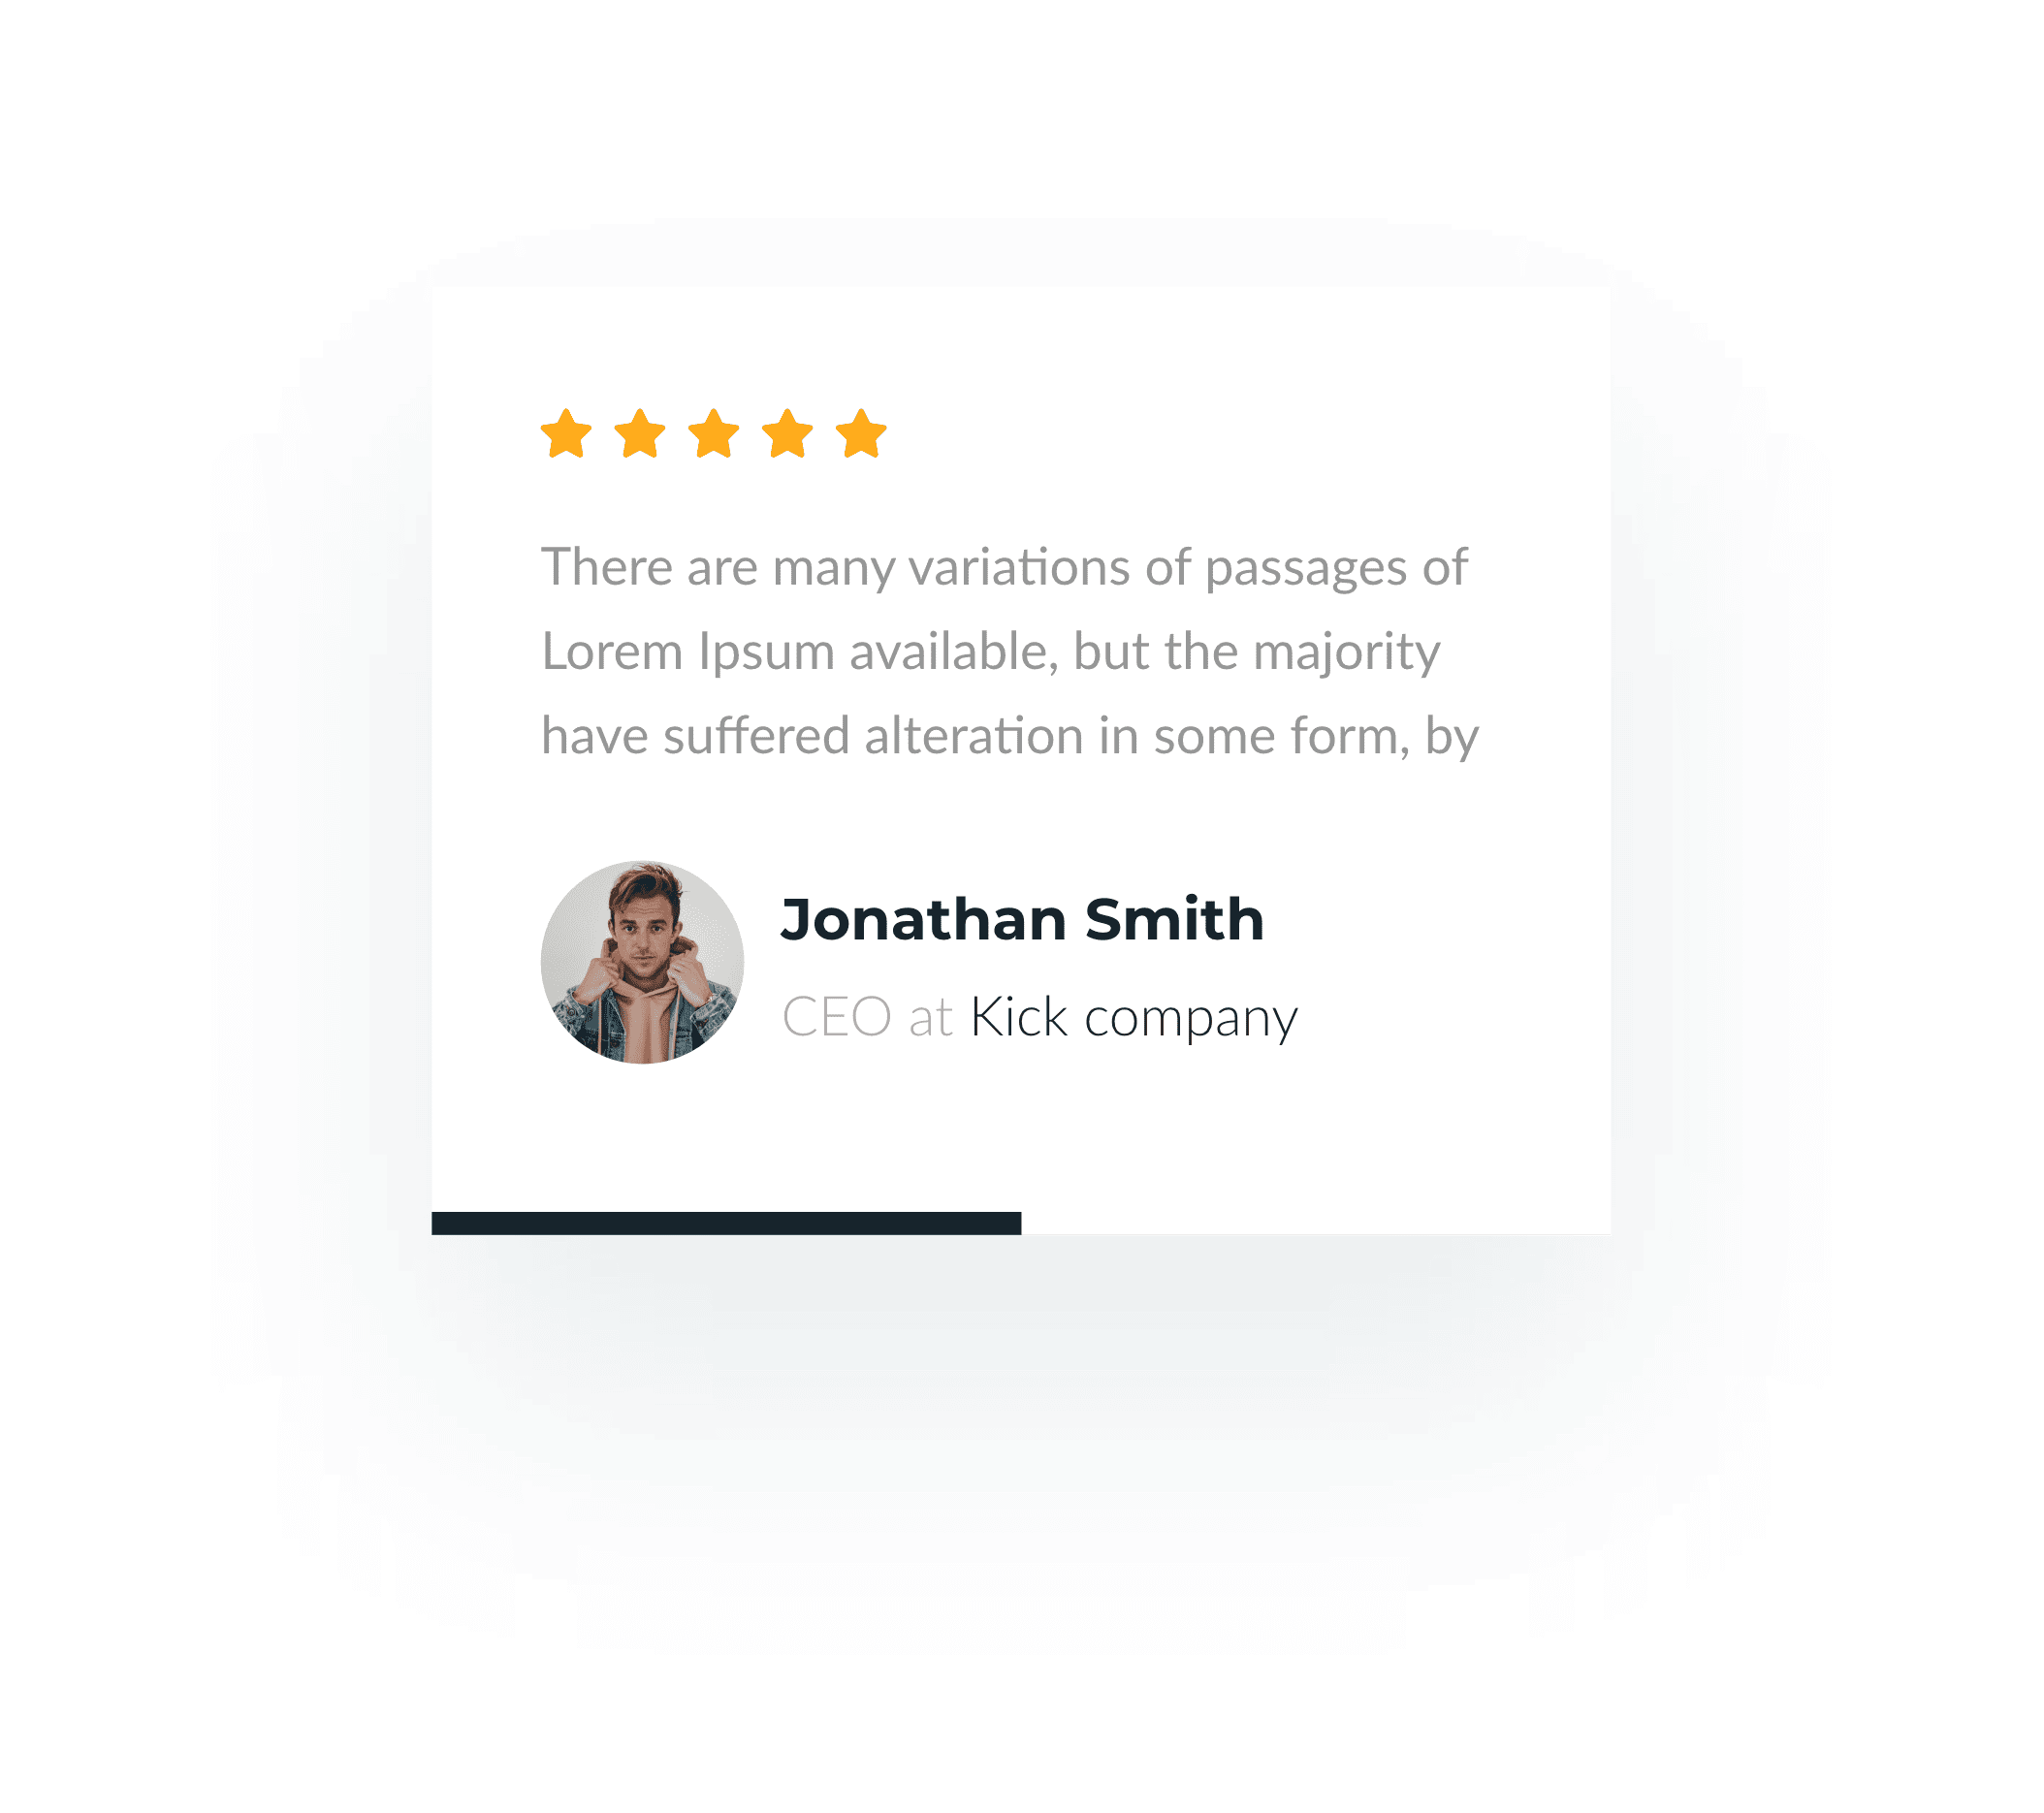 There are many variations of passages of
Lorem Ipsum available, but the majority
have suffered alteration in some form, by
Jonathan Smith
CEO at Kick company